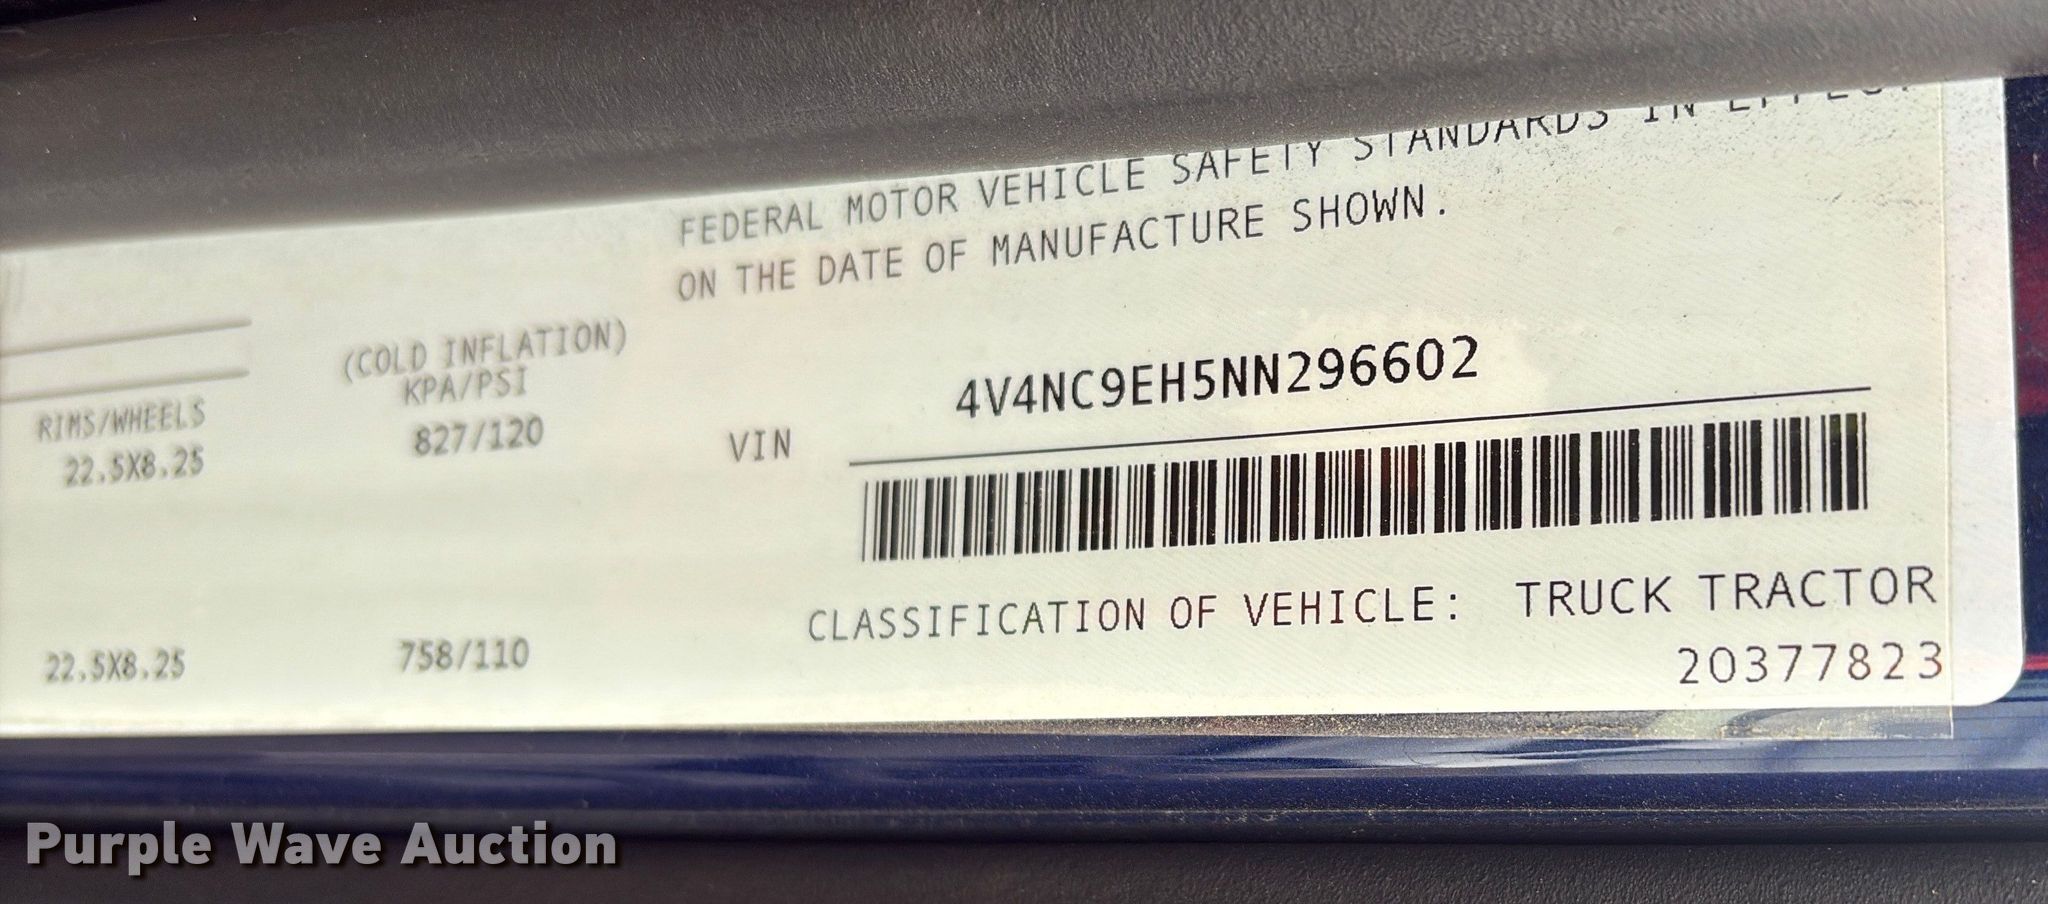 FEDERAL MOTOR VEHICLE SAFETY STANDARDS IN EFFECT
ON THE DATE OF MANUFACTURE SHOWN.
(COLD INFLATION)
RIMS/WHEELS KPA/PSI
22.5X8.25 827/120
VIN 4V4NC9EH5NN296602
CLASSIFICATION OF VEHICLE: TRUCK TRACTOR
22.5X8.25 758/110 20377823
Purple Wave Auction